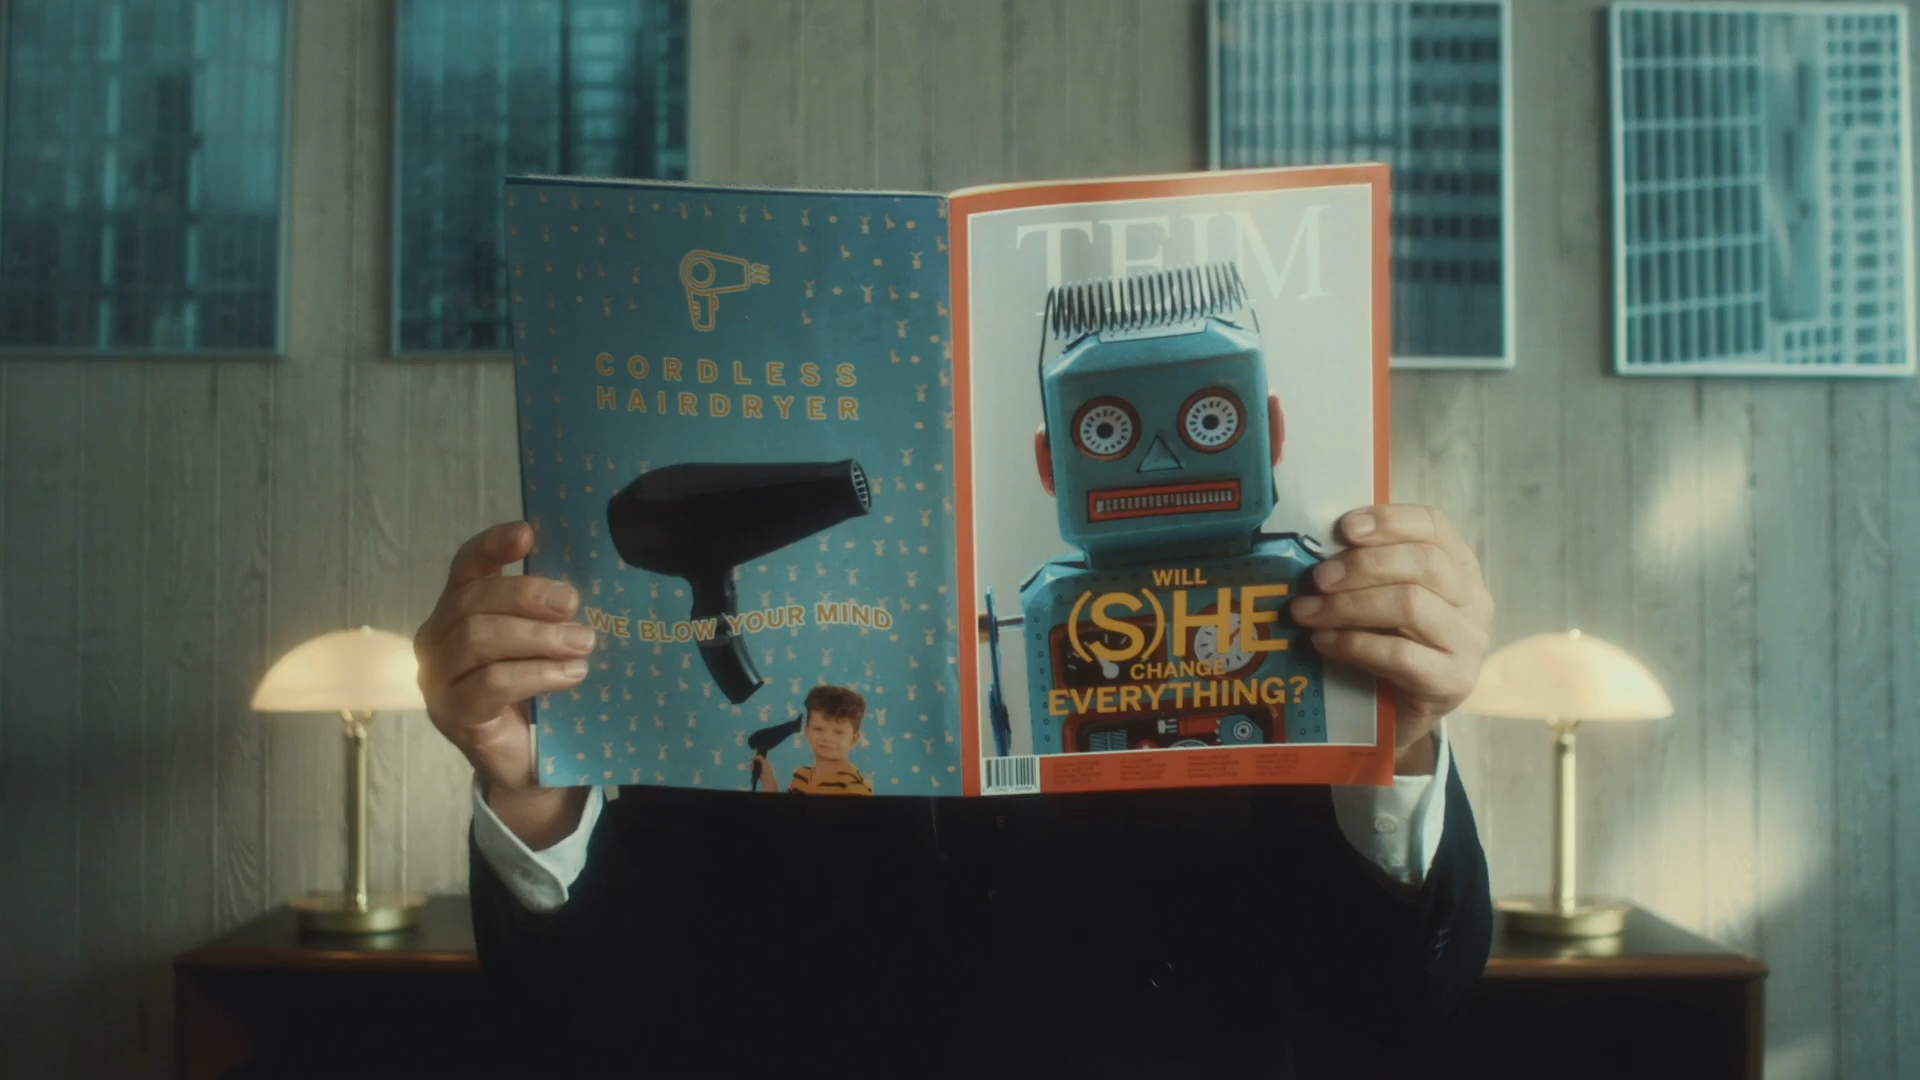 CORDLESS
HAIRDRYER
WE BLOW YOUR MIND
TEIM
WILL
(S)HE
CHANGE
EVERYTHING?